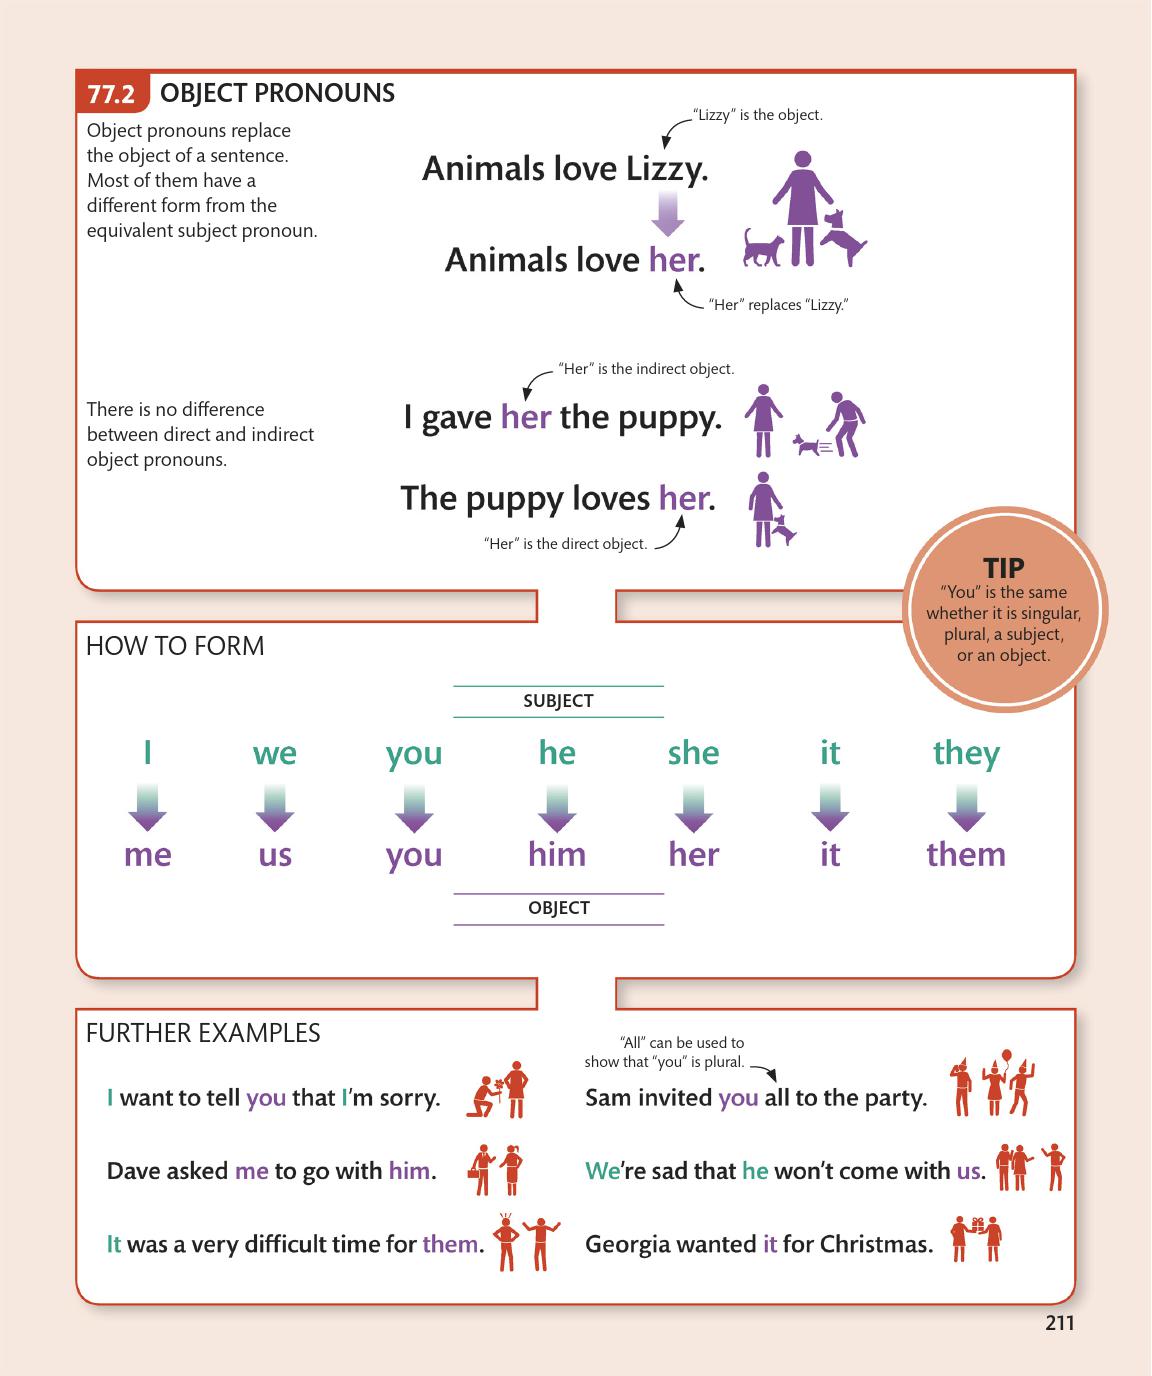 77.2 OBJECT PRONOUNS
Object pronouns replace
the object of a sentence.
Most of them have a
different form from the
equivalent subject pronoun.
“Lizzy” is the object.
Animals love Lizzy.
Animals love her.
“Her” replaces “Lizzy.”
There is no difference
between direct and indirect
object pronouns.
“Her” is the indirect object.
I gave her the puppy.
The puppy loves her.
“Her” is the direct object.
TIP
“You” is the same
whether it is singular,
plural, a subject,
or an object.
HOW TO FORM
SUBJECT
I we you he she it they
me us you him her it them
OBJECT
FURTHER EXAMPLES
I want to tell you that I’m sorry.
Dave asked me to go with him.
It was a very difficult time for them.
“All” can be used to
show that “you” is plural.
Sam invited you all to the party.
We’re sad that he won’t come with us.
Georgia wanted it for Christmas.
211